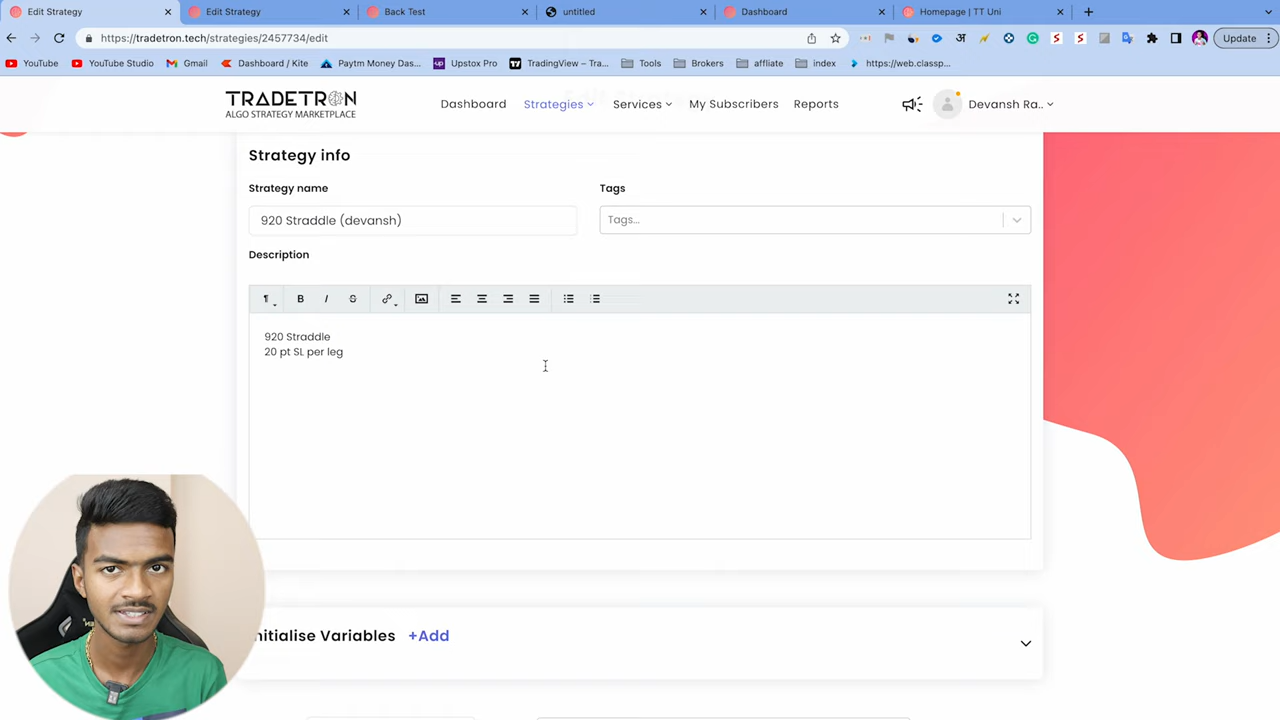 Edit Strategy
Edit Strategy
Back Test
untitled
Dashboard
Homepage | TT Uni
https://tradetron.tech/strategies/2457734/edit
Update
YouTube
YouTube Studio
Gmail
Dashboard / Kite
Paytm Money Das...
Upstox Pro
TradingView – Tra...
Tools
Brokers
affliate
index
https://web.classp...
TRADETRON
ALGO STRATEGY MARKETPLACE
Dashboard
Strategies
Services
My Subscribers
Reports
Devansh Ra..
Strategy info
Strategy name
Tags
920 Straddle (devansh)
Tags...
Description
B I S
920 Straddle
20 pt SL per leg
nitialise Variables +Add